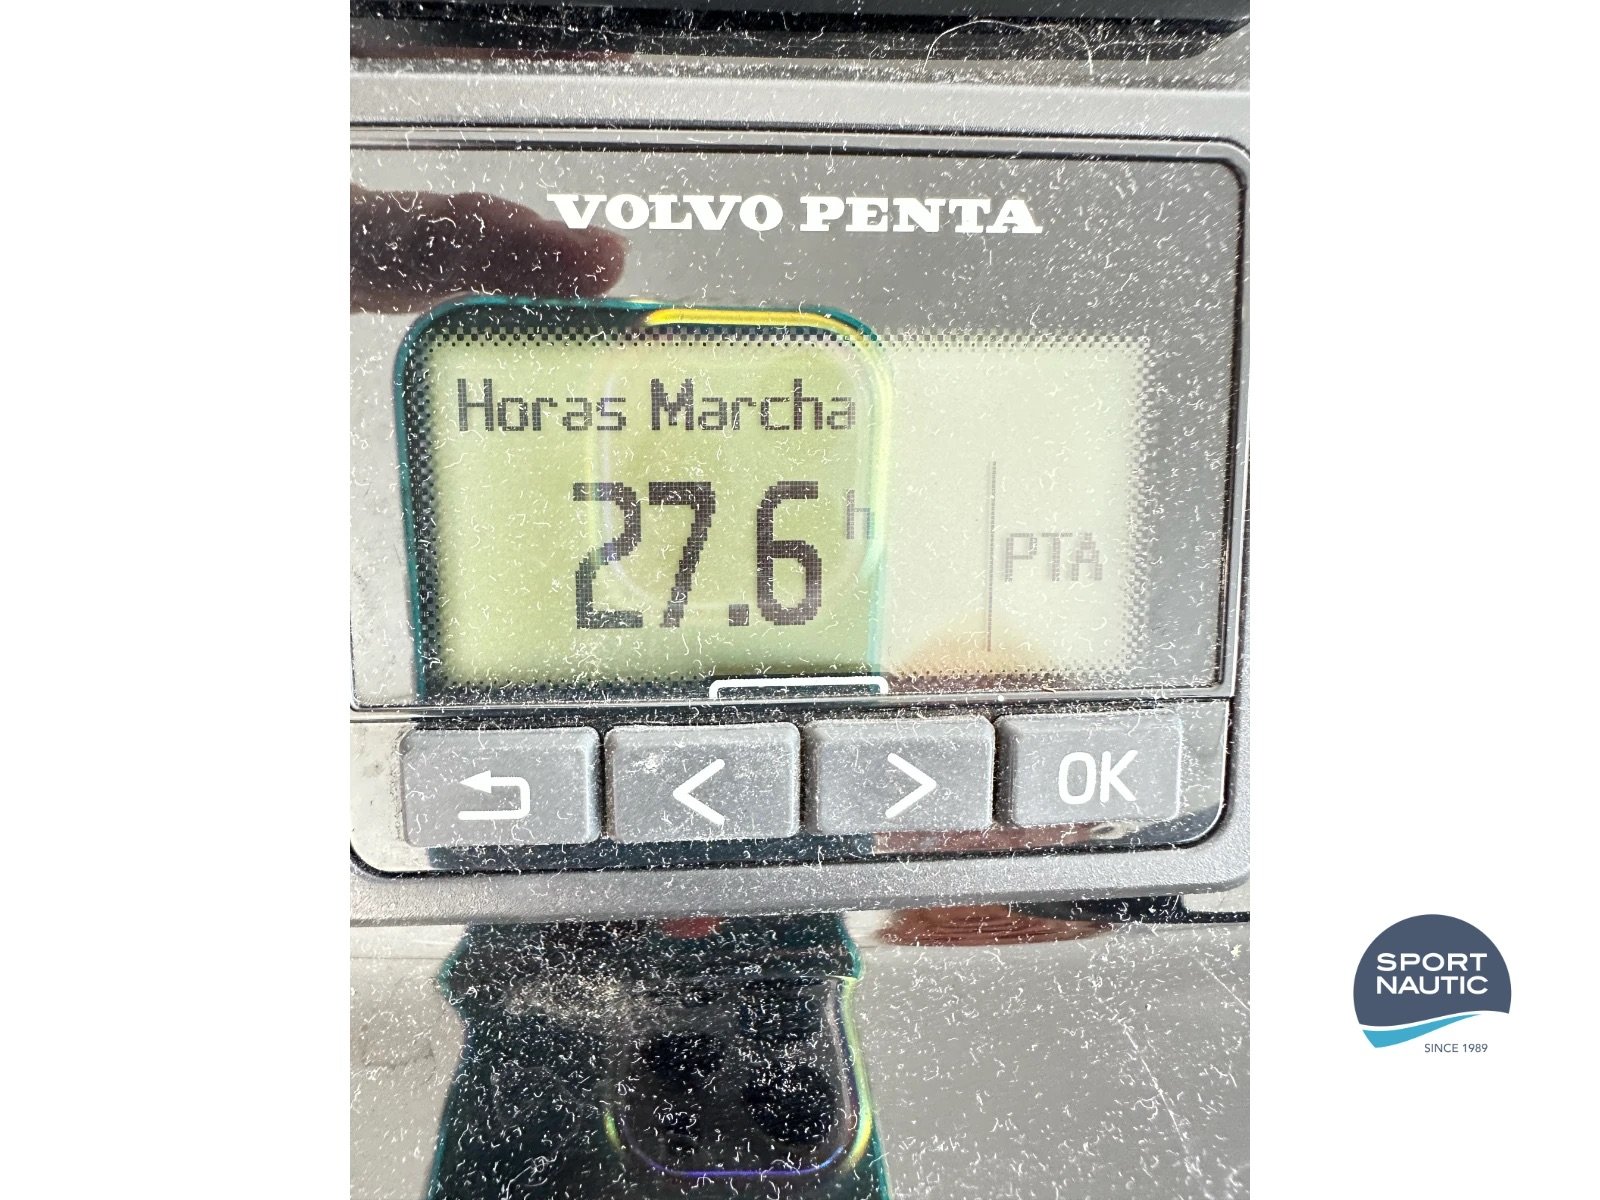 VOLVO PENTA
Horas Marcha
27.6 h
PTA
OK
SPORT
NAUTIC
SINCE 1989